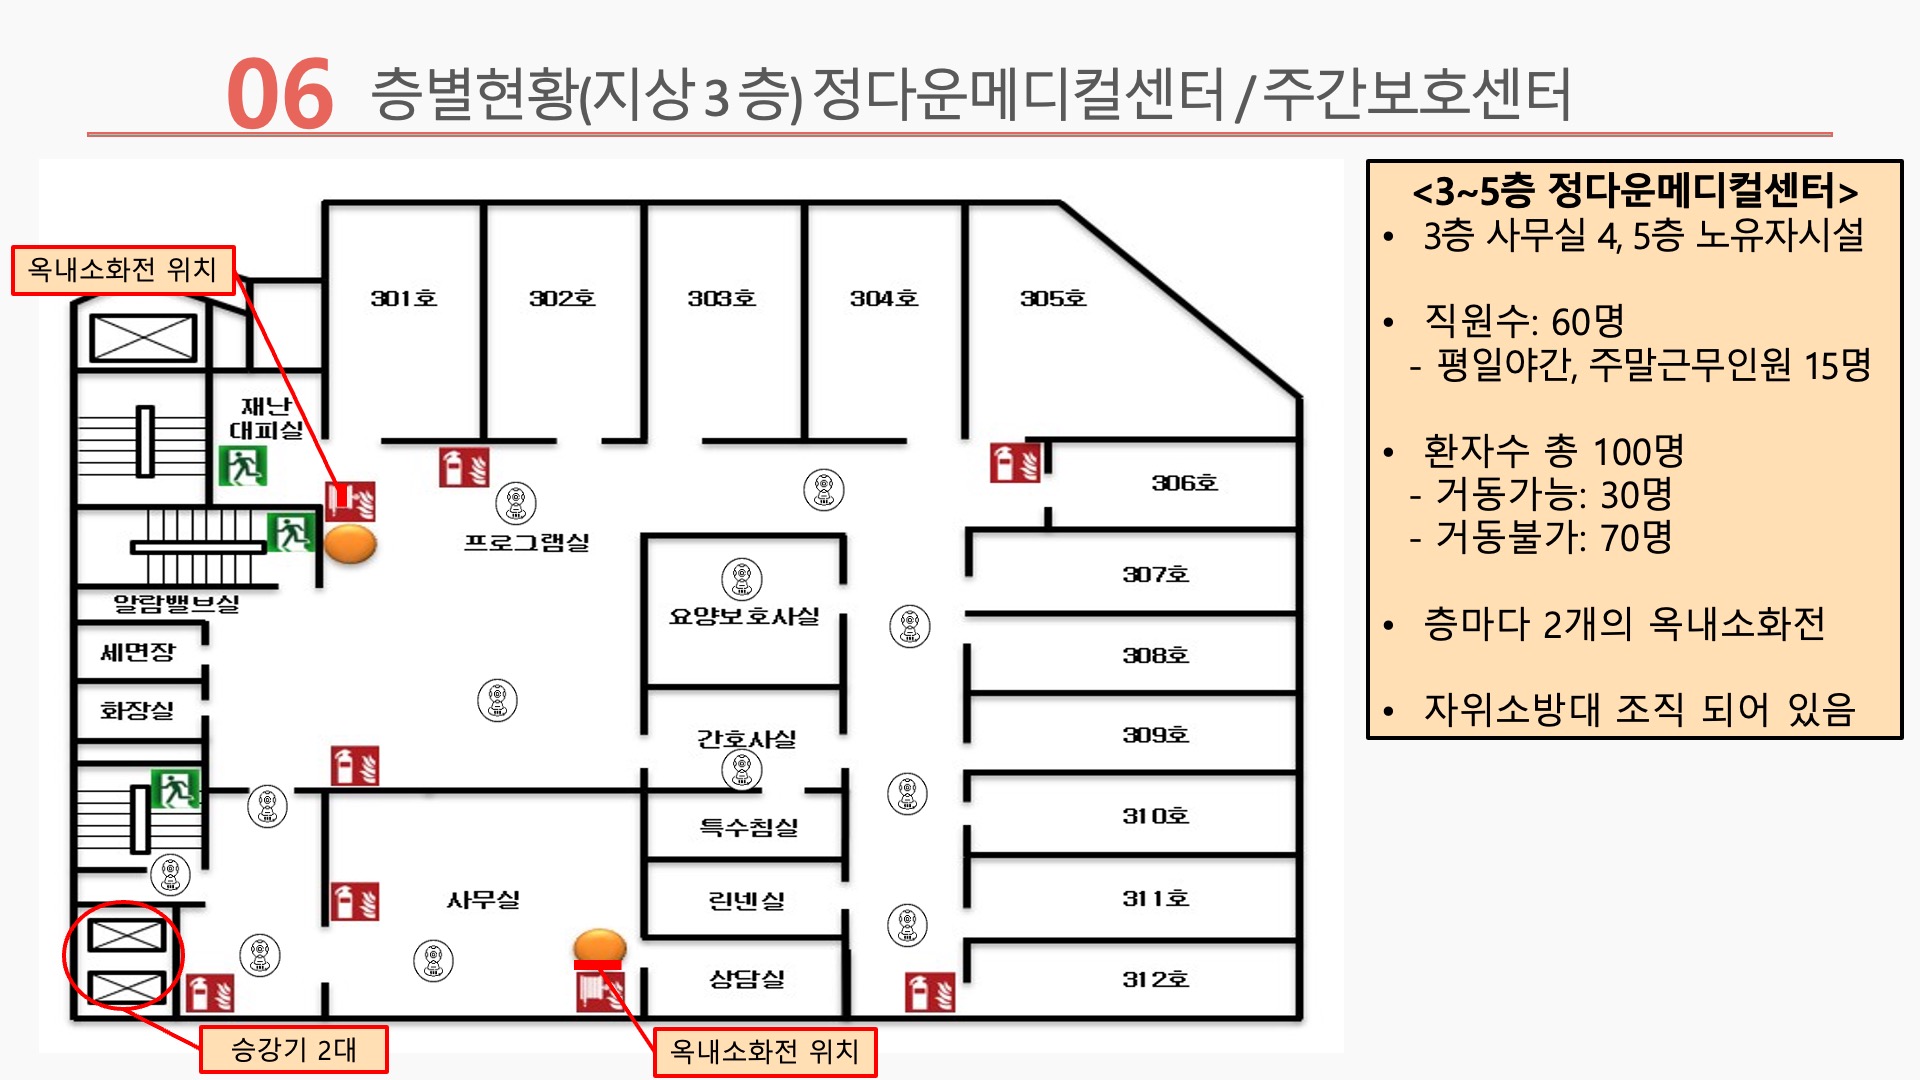 06 층별현황(지상 3 층) 정다운메디컬센터 / 주간보호센터
옥내소화전 위치
301호
302호
303호
304호
305호
재난
대피실
306호
프로그램실
307호
알람밸브실
요양보호사실
세면장
308호
화장실
간호사실
309호
특수침실
310호
사무실
린넨실
311호
상담실
312호
승강기 2대
옥내소화전 위치
<3~5층 정다운메디컬센터>
• 3층 사무실 4, 5층 노유자시설
• 직원수: 60명
- 평일야간, 주말근무인원 15명
• 환자수 총 100명
- 거동가능: 30명
- 거동불가: 70명
• 층마다 2개의 옥내소화전
• 자위소방대 조직 되어 있음